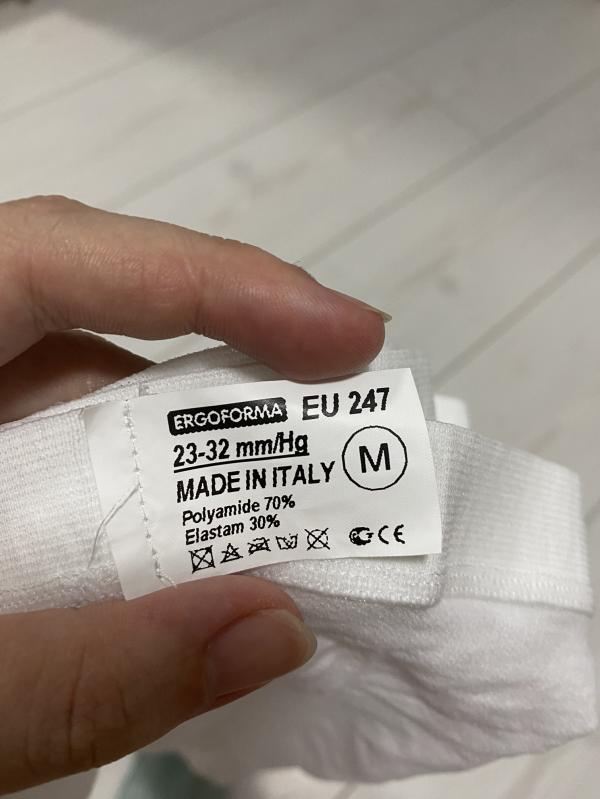 ERGOFORMA EU 247
23-32 mm/Hg
M
MADE IN ITALY
Polyamide 70%
Elastam 30%
CE